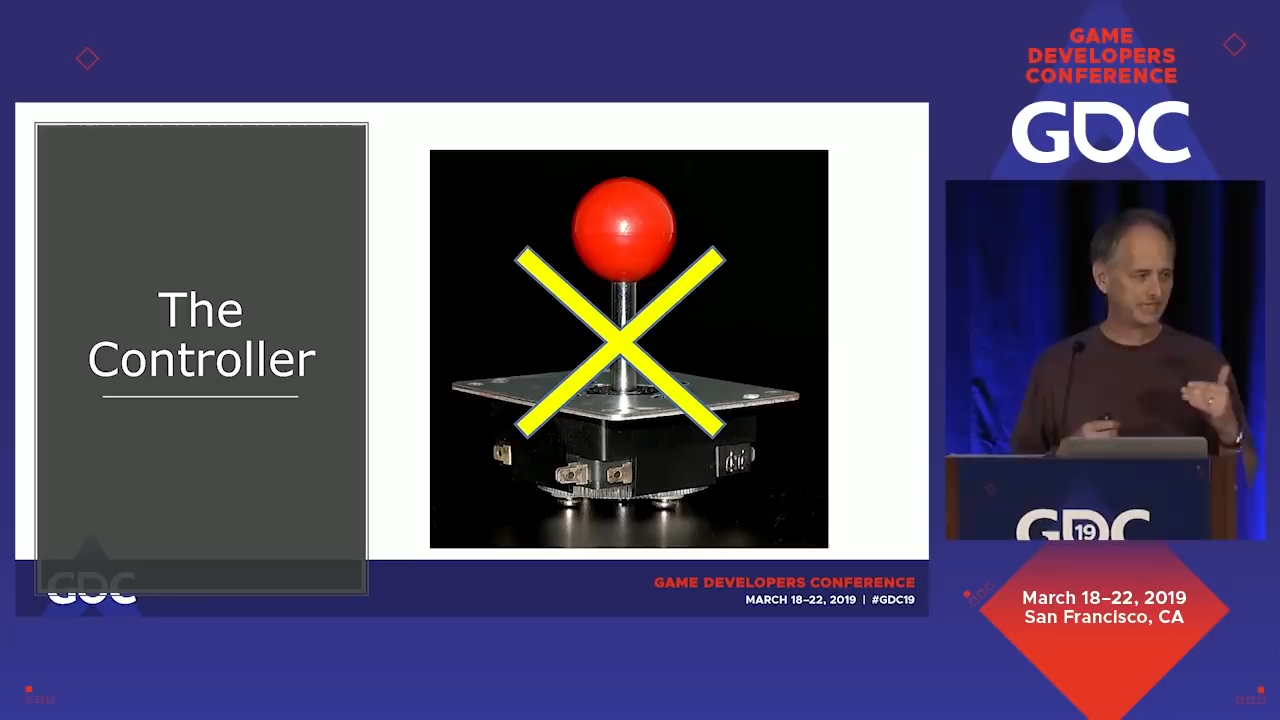 GAME
DEVELOPERS
CONFERENCE
GDC
The
Controller
GDC
GAME DEVELOPERS CONFERENCE
MARCH 18–22, 2019 | #GDC19
GDC
19
March 18–22, 2019
San Francisco, CA